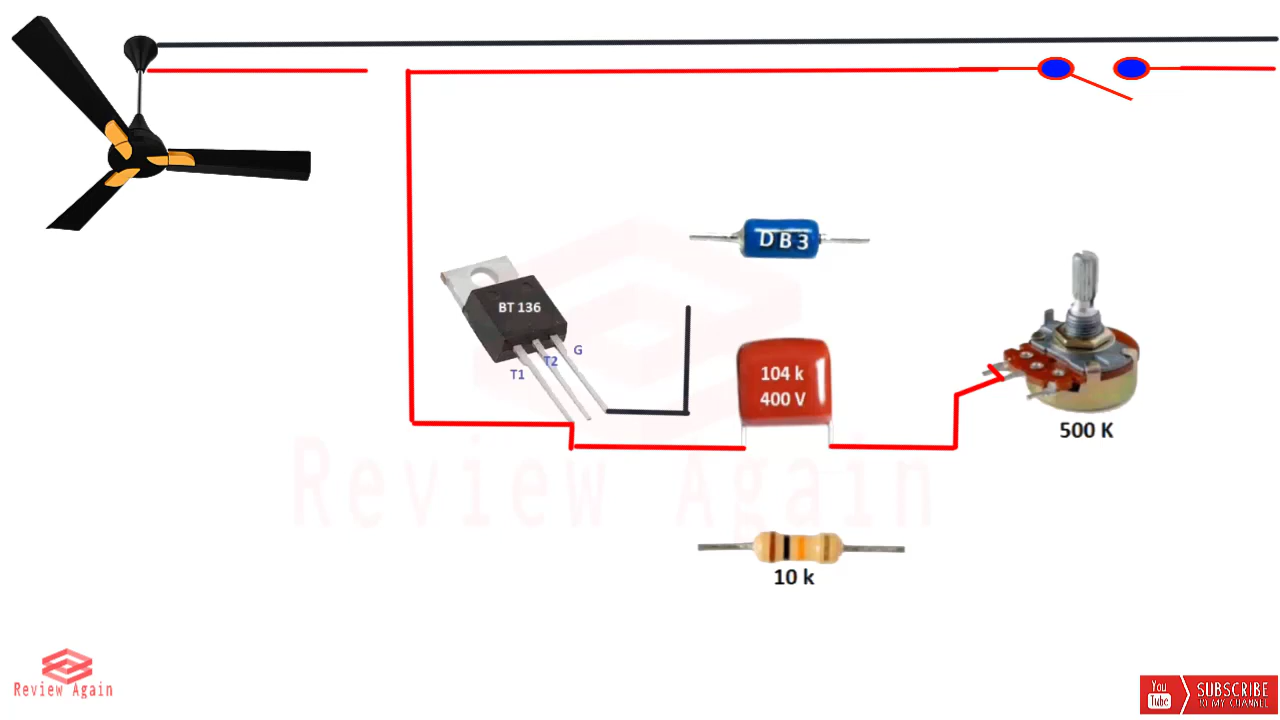 DB3
BT 136
G
T2
T1
104 k
400 V
500 K
Review Again
10 k
Review Again
You
Tube
SUBSCRIBE
TO MY CHANNEL